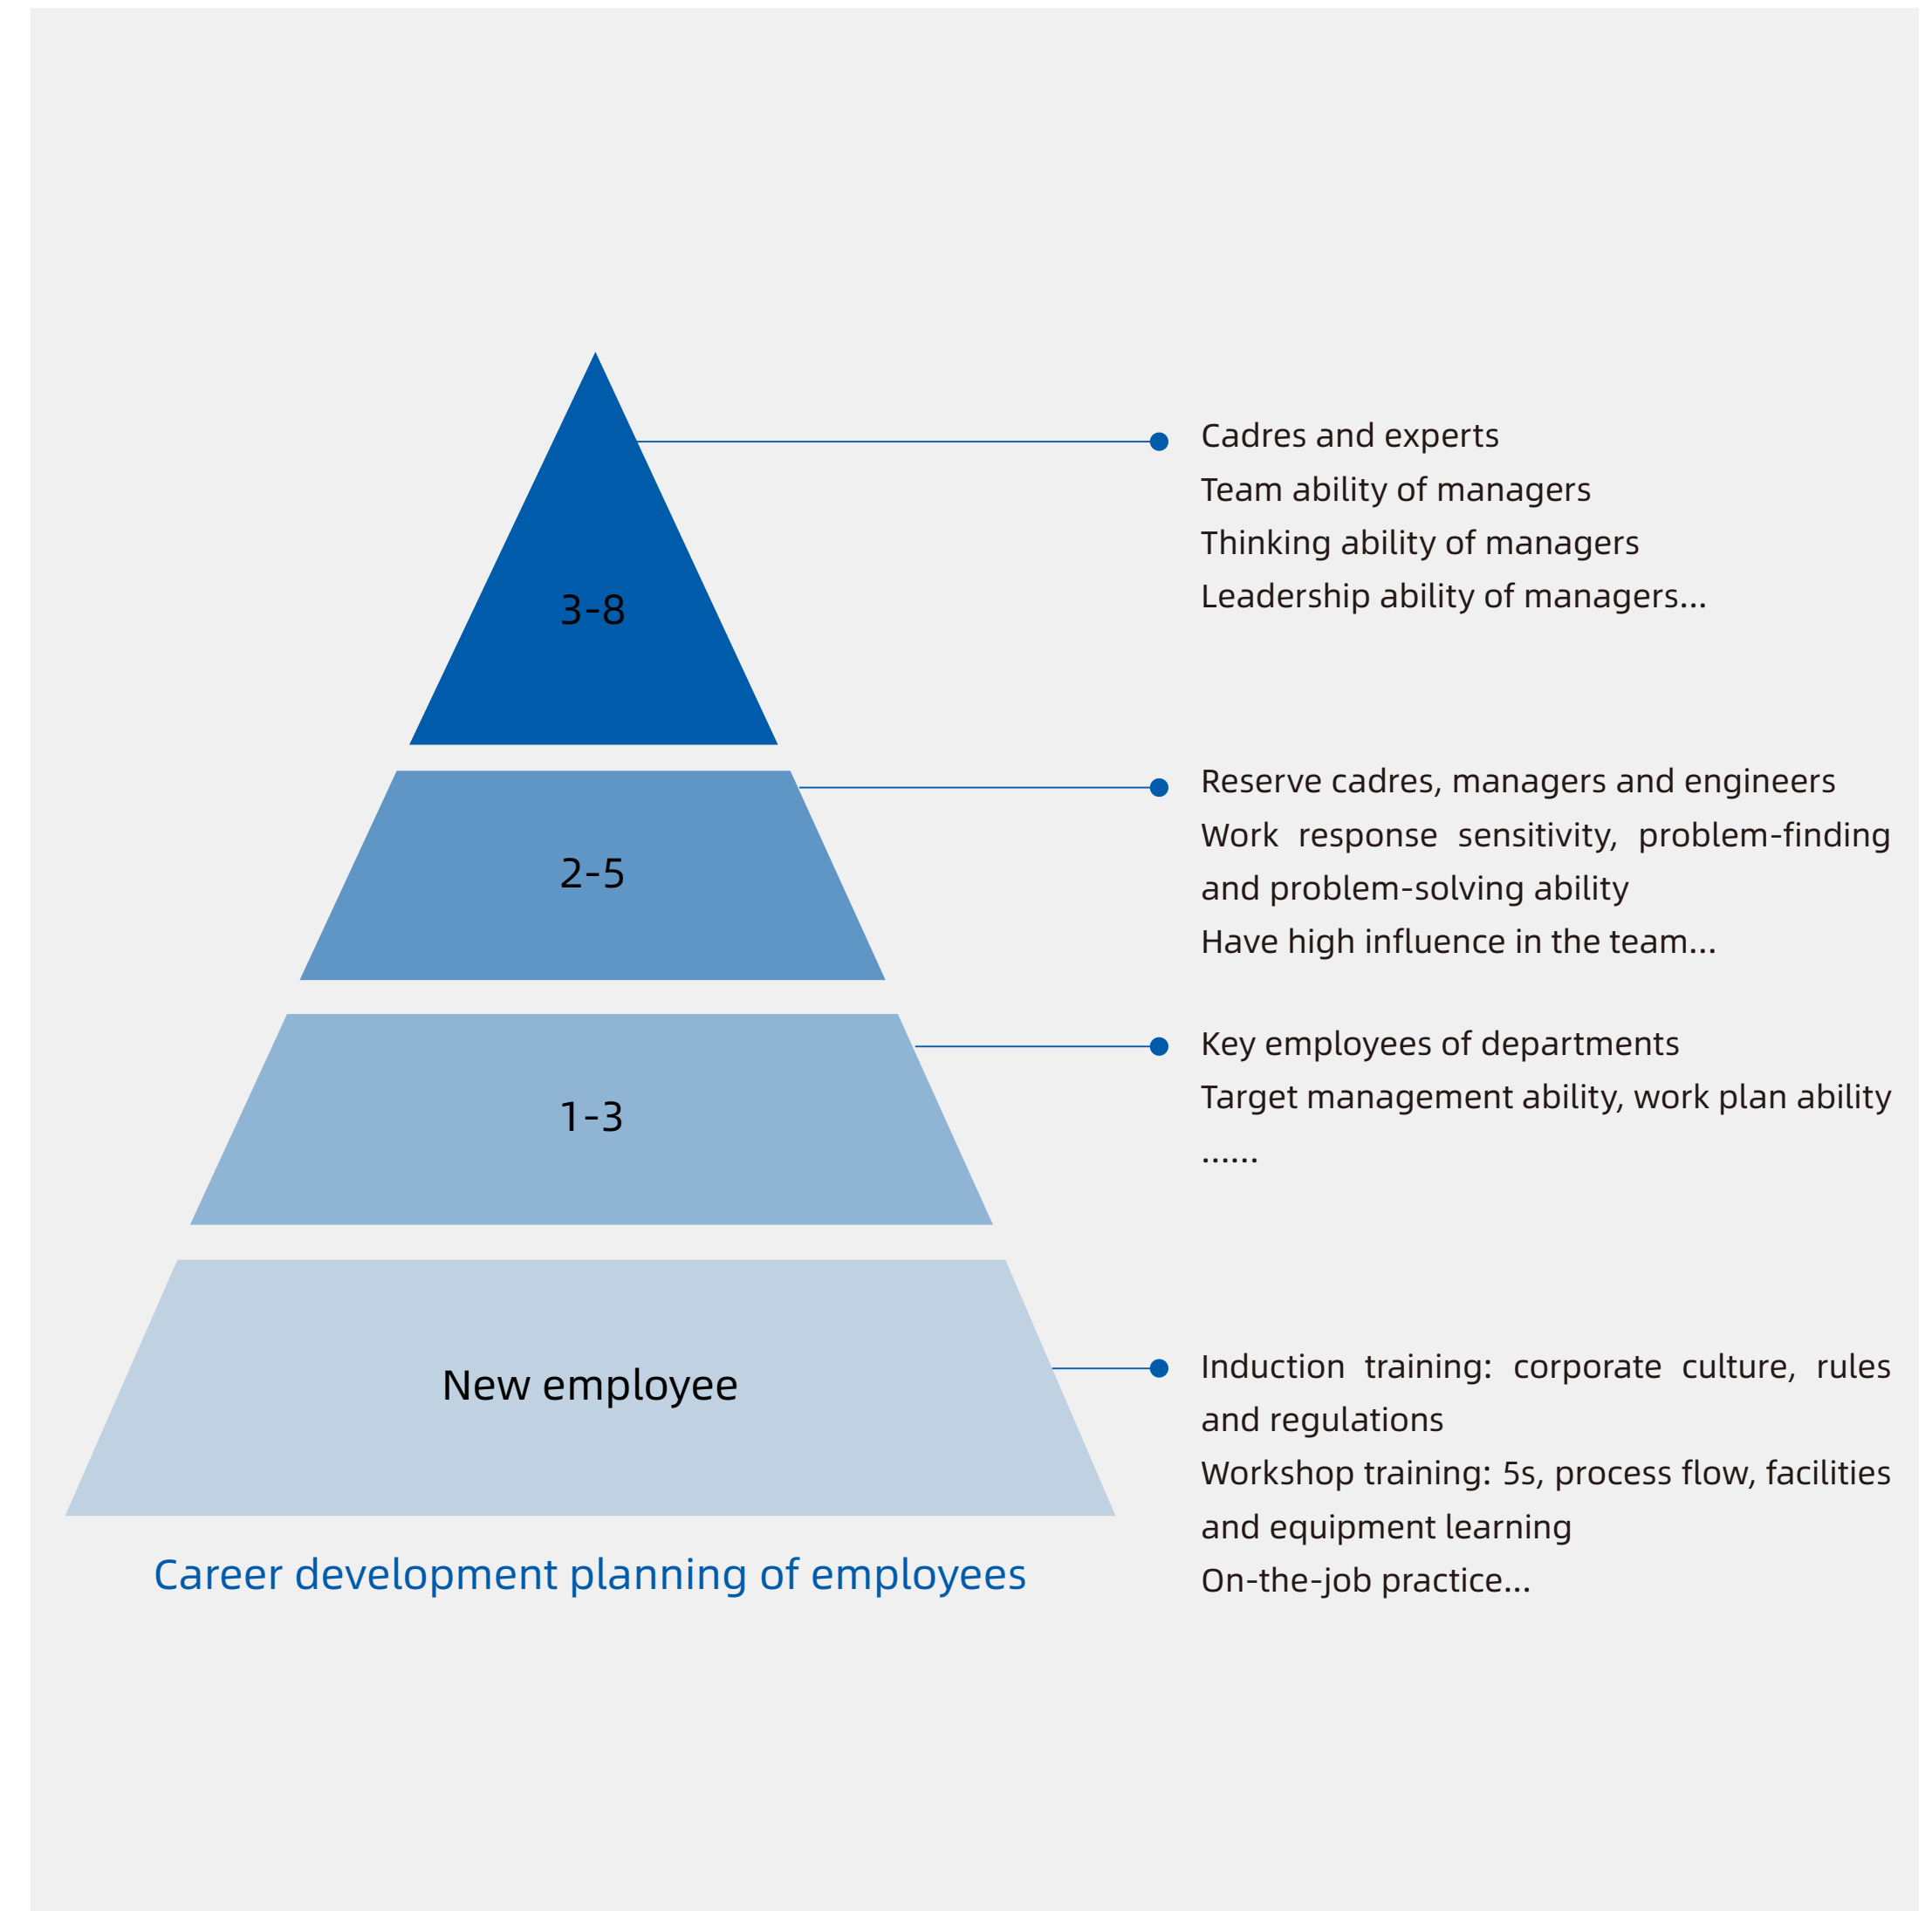 3-8
Cadres and experts
Team ability of managers
Thinking ability of managers
Leadership ability of managers...
2-5
Reserve cadres, managers and engineers
Work response sensitivity, problem-finding
and problem-solving ability
Have high influence in the team...
1-3
Key employees of departments
Target management ability, work plan ability
......
New employee
Induction training: corporate culture, rules
and regulations
Workshop training: 5s, process flow, facilities
and equipment learning
On-the-job practice...
Career development planning of employees